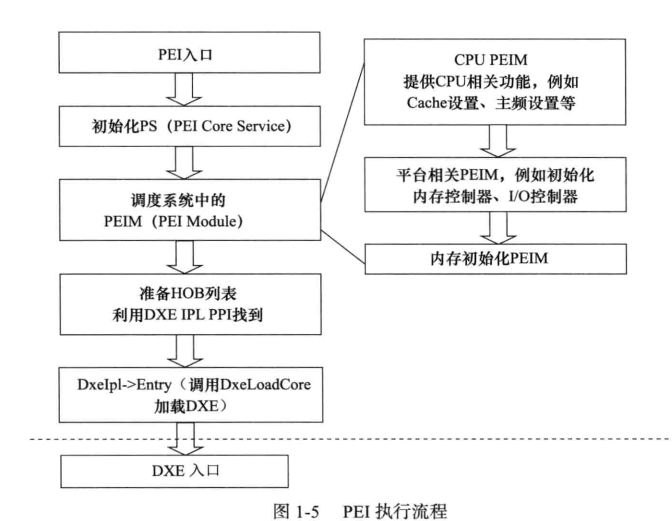 PEI入口
初始化PS（PEI Core Service）
调度系统中的
PEIM（PEI Module）
准备HOB列表
利用DXE IPL PPI找到
DxeIpl->Entry（调用DxeLoadCore
加载DXE）
DXE 入口
CPU PEIM
提供CPU相关功能，例如
Cache设置、主频设置等
平台相关PEIM，例如初始化
内存控制器、I/O控制器
内存初始化PEIM
图 1-5 PEI 执行流程